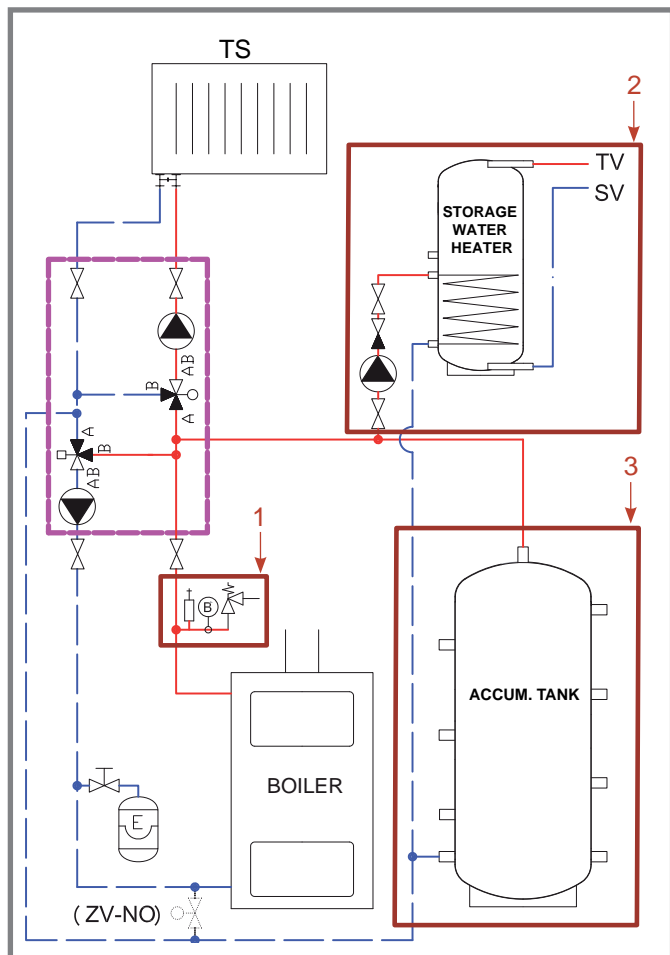 TS
2
TV
SV
STORAGE
WATER
HEATER
B
AB
A
A
B
AB
3
1
B
ACCUM. TANK
BOILER
E
(ZV-NO)